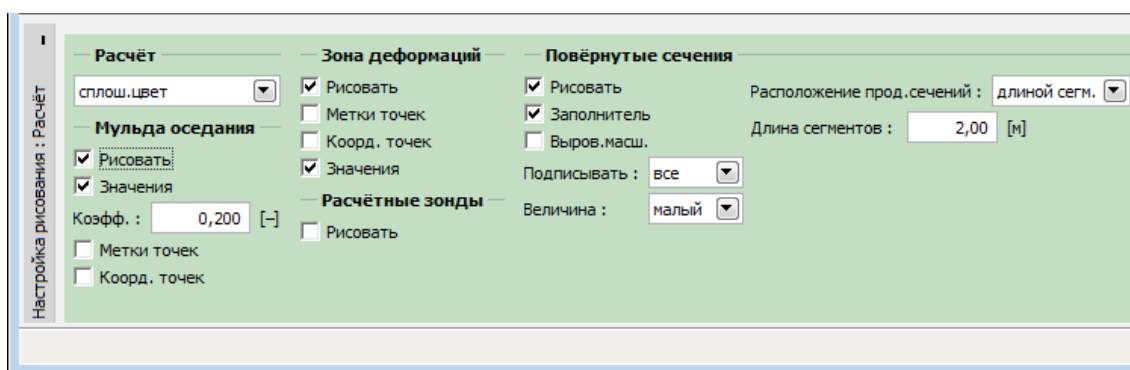 Настройка рисования : Расчёт
Расчёт
сплош.цвет
Мульда оседания
Рисовать
Значения
Коэфф. : 0,200 [–]
Метки точек
Коорд. точек
Зона деформаций
Рисовать
Метки точек
Коорд. точек
Значения
Расчётные зонды
Рисовать
Повёрнутые сечения
Рисовать
Заполнитель
Выров.масш.
Подписывать : все
Величина : малый
Расположение прод.сечений : длиной сегм.
Длина сегментов : 2,00 [м]